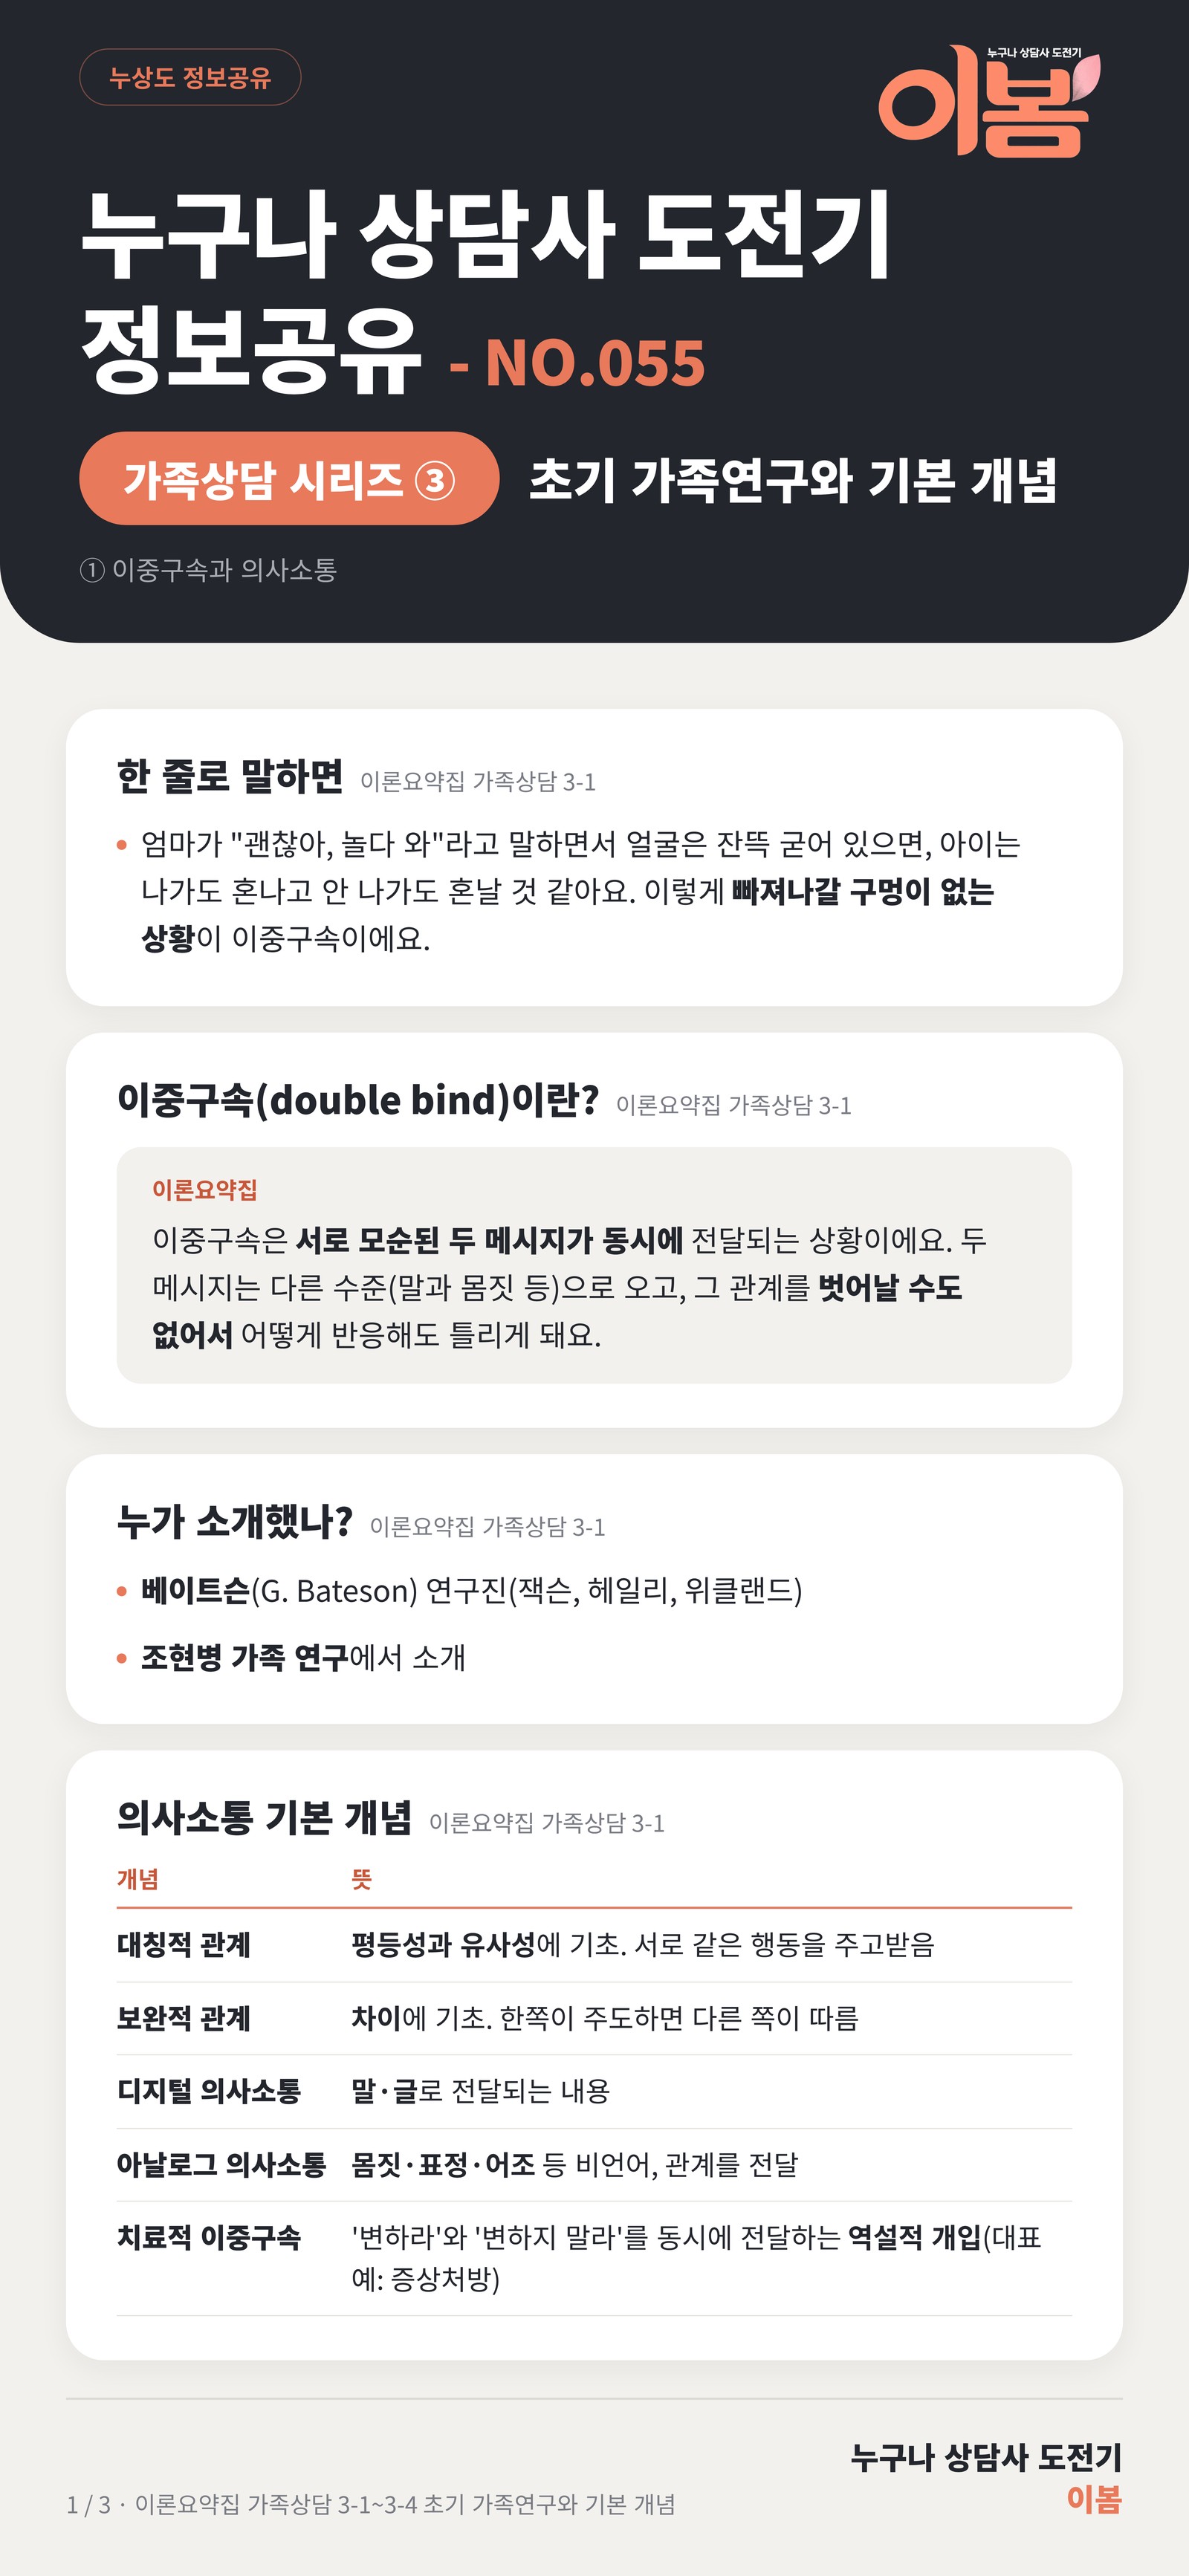 누상도 정보공유
누구나 상담사 도전기
이봄
누구나 상담사 도전기
정보공유 - NO.055
가족상담 시리즈 ③ 초기 가족연구와 기본 개념
① 이중구속과 의사소통
한 줄로 말하면 이론요약집 가족상담 3-1
• 엄마가 "괜찮아, 놀다 와"라고 말하면서 얼굴은 잔뜩 굳어 있으면, 아이는
나가도 혼나고 안 나가도 혼날 것 같아요. 이렇게 빠져나갈 구멍이 없는
상황이 이중구속이에요.
이중구속(double bind)이란? 이론요약집 가족상담 3-1
이론요약집
이중구속은 서로 모순된 두 메시지가 동시에 전달되는 상황이에요. 두
메시지는 다른 수준(말과 몸짓 등)으로 오고, 그 관계를 벗어날 수도
없어서 어떻게 반응해도 틀리게 돼요.
누가 소개했나? 이론요약집 가족상담 3-1
• 베이트슨(G. Bateson) 연구진(잭슨, 헤일리, 위클랜드)
• 조현병 가족 연구에서 소개
의사소통 기본 개념 이론요약집 가족상담 3-1
개념 뜻
대칭적 관계 평등성과 유사성에 기초. 서로 같은 행동을 주고받음
보완적 관계 차이에 기초. 한쪽이 주도하면 다른 쪽이 따름
디지털 의사소통 말·글로 전달되는 내용
아날로그 의사소통 몸짓·표정·어조 등 비언어, 관계를 전달
치료적 이중구속 '변하라'와 '변하지 말라'를 동시에 전달하는 역설적 개입(대표
예: 증상처방)
누구나 상담사 도전기
1 / 3 · 이론요약집 가족상담 3-1~3-4 초기 가족연구와 기본 개념 이봄